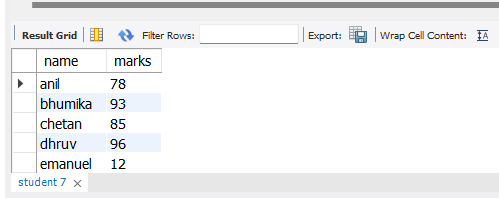 Result Grid Filter Rows: Export: Wrap Cell Content:
name marks
anil 78
bhumika 93
chetan 85
dhruv 96
emanuel 12
student 7